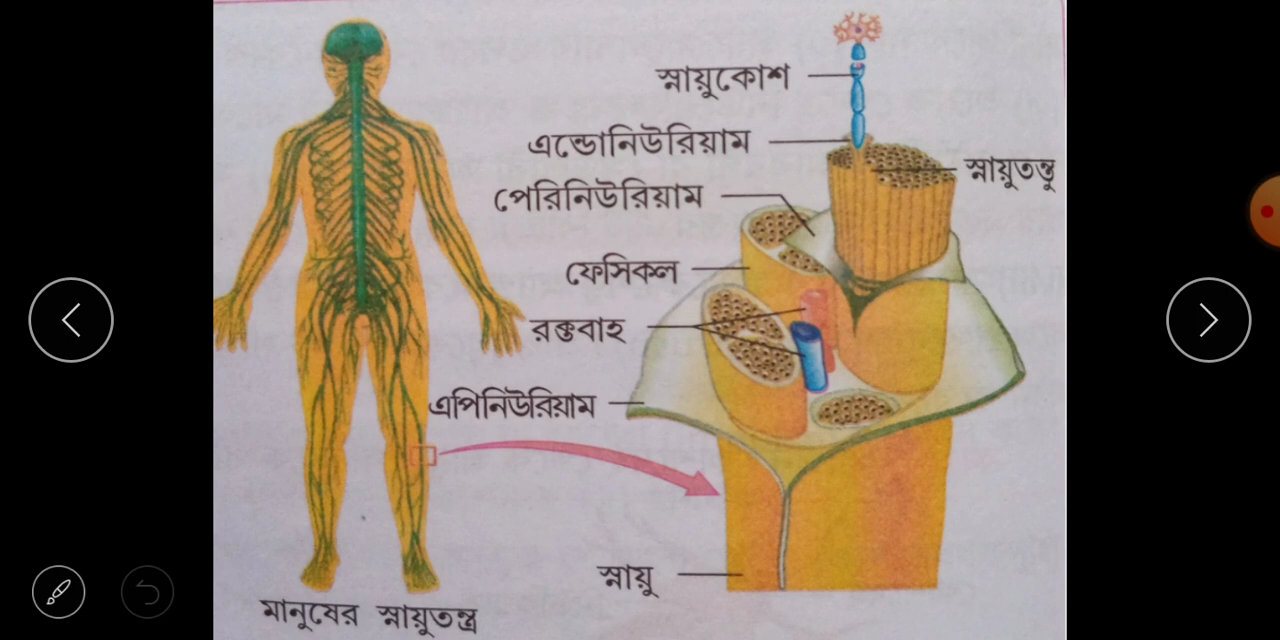 স্নায়ুকোশ
এন্ডোনিউরিয়াম
স্নায়ুতন্তু
পেরিনিউরিয়াম
ফেসিকল
রক্তবাহ
এপিনিউরিয়াম
স্নায়ু
মানুষের স্নায়ুতন্ত্র